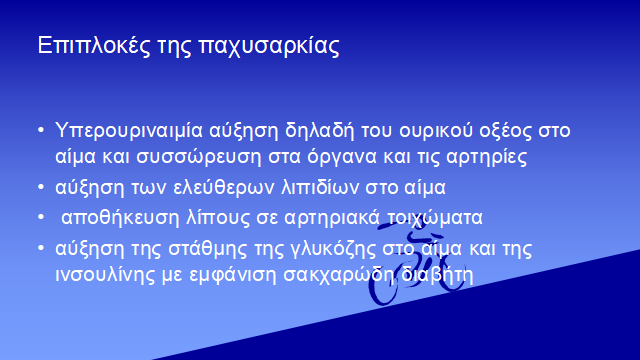 Επιπλοκές της παχυσαρκίας
• Υπερουριναιμία αύξηση δηλαδή του ουρικού οξέος στο
αίμα και συσσώρευση στα όργανα και τις αρτηρίες
• αύξηση των ελεύθερων λιπιδίων στο αίμα
• αποθήκευση λίπους σε αρτηριακά τοιχώματα
• αύξηση της στάθμης της γλυκόζης στο αίμα και της
ινσουλίνης με εμφάνιση σακχαρώδη διαβήτη